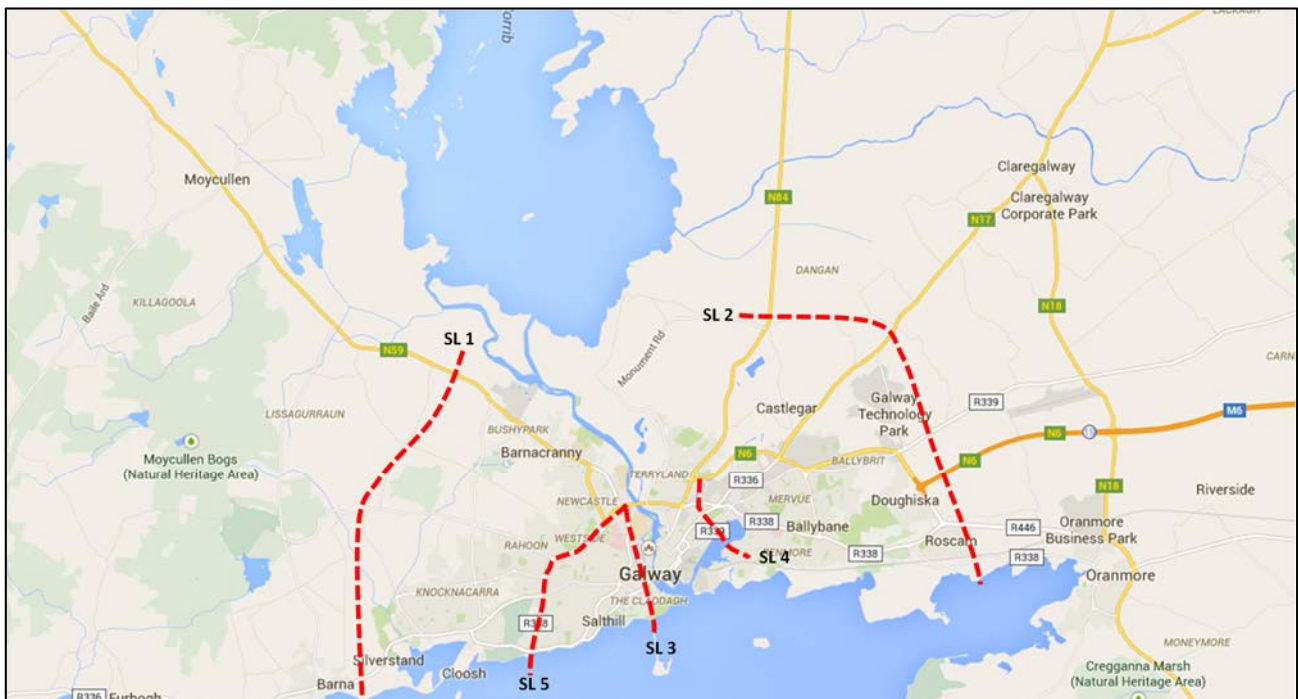 LACKAGH
Corrib
Moycullen
Claregalway
Claregalway
Corporate Park
N84
N17
DANGAN
Baile Ard
KILLAGOOLA
N18
SL 2
SL 1
N59
Monument Rd
CARN
Galway
Technology
Park
R339
Castlegar
M6
LISSAGURRAUN
BUSHYPARK
N6
19
Moycullen Bogs
(Natural Heritage Area)
Barnacranny
TERRYLAND
N6
BALLYBRIT
N6
R336
N18
Riverside
NEWCASTLE
MERVUE
Doughiska
R338
Ballybane
R446
Oranmore
Business Park
R339
WESTSIDE
RAHOON
RENMORE
R338
Roscam
R338
SL 4
Galway
Oranmore
KNOCKNACARRA
THE CLADDAGH
Salthill
SL 3
MONEYMORE
Silverstand
Cloosh
Cregganna Marsh
(Natural Heritage Area)
Barna
SL 5
R336
Furbogh